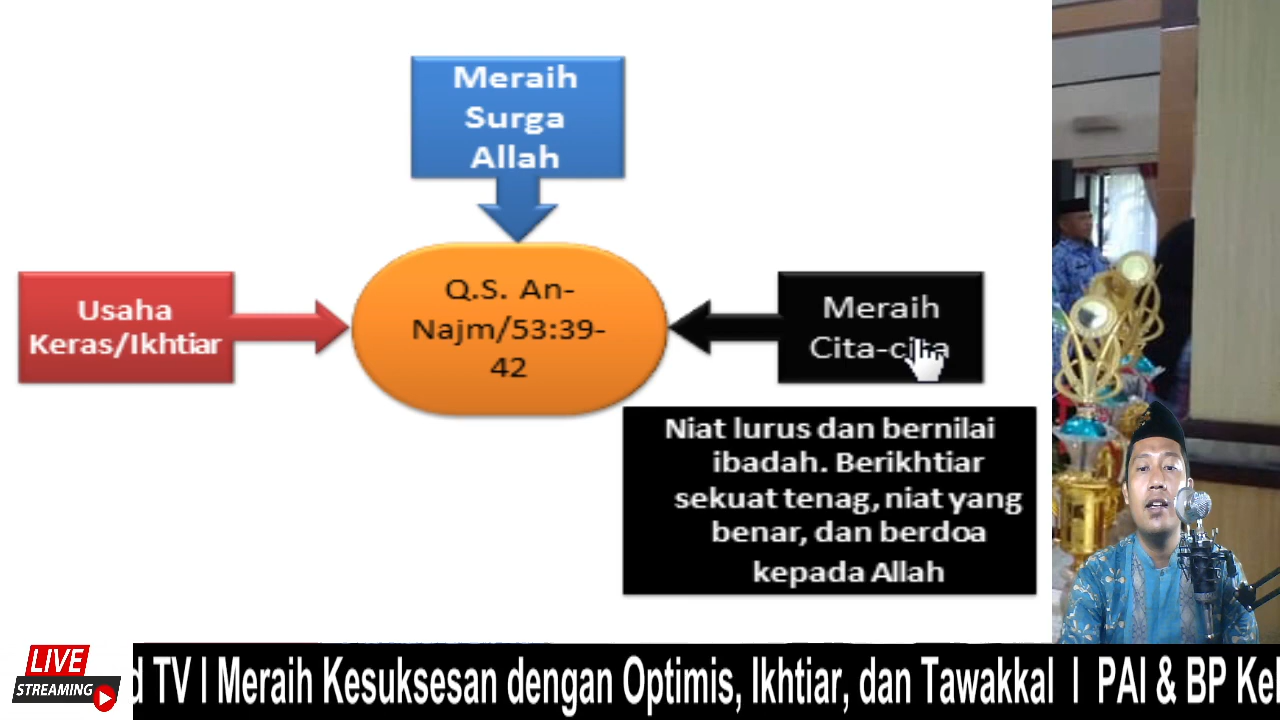 Meraih
Surga
Allah
Usaha
Keras/Ikhtiar
Q.S. An-
Najm/53:39-
42
Meraih
Cita-cita
Niat lurus dan bernilai
ibadah. Berikhtiar
sekuat tenag, niat yang
benar, dan berdoa
kepada Allah
LIVE
STREAMING
d TV I Meraih Kesuksesan dengan Optimis, Ikhtiar, dan Tawakkal I PAI & BP Kel